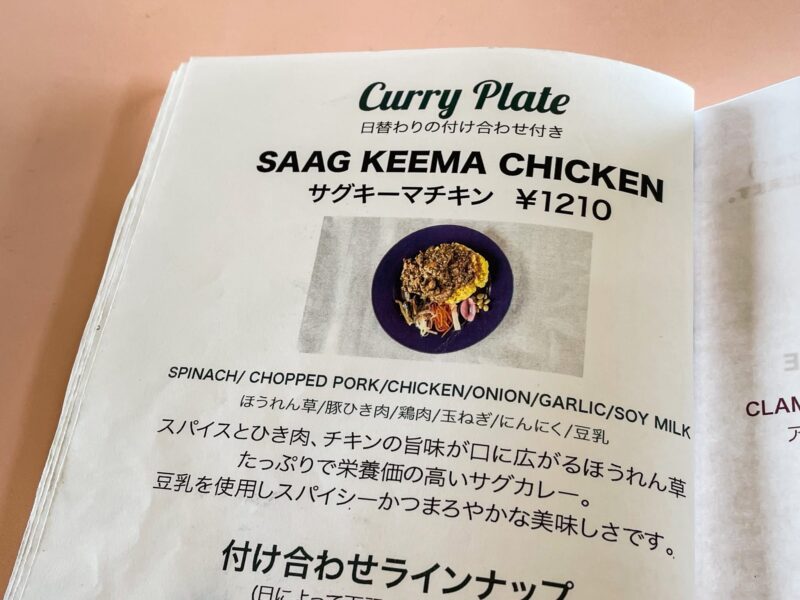 Curry Plate
日替わりの付け合わせ付き
SAAG KEEMA CHICKEN
サグキーマチキン ¥1210
SPINACH/ CHOPPED PORK/CHICKEN/ONION/GARLIC/SOY MILK
ほうれん草/豚ひき肉/鶏肉/玉ねぎ/にんにく/豆乳
スパイスとひき肉、チキンの旨味が口に広がるほうれん草
たっぷりで栄養価の高いサグカレー。
豆乳を使用しスパイシーかつまろやかな美味しさです。
付け合わせラインナップ
(日によって
CLAM
ア